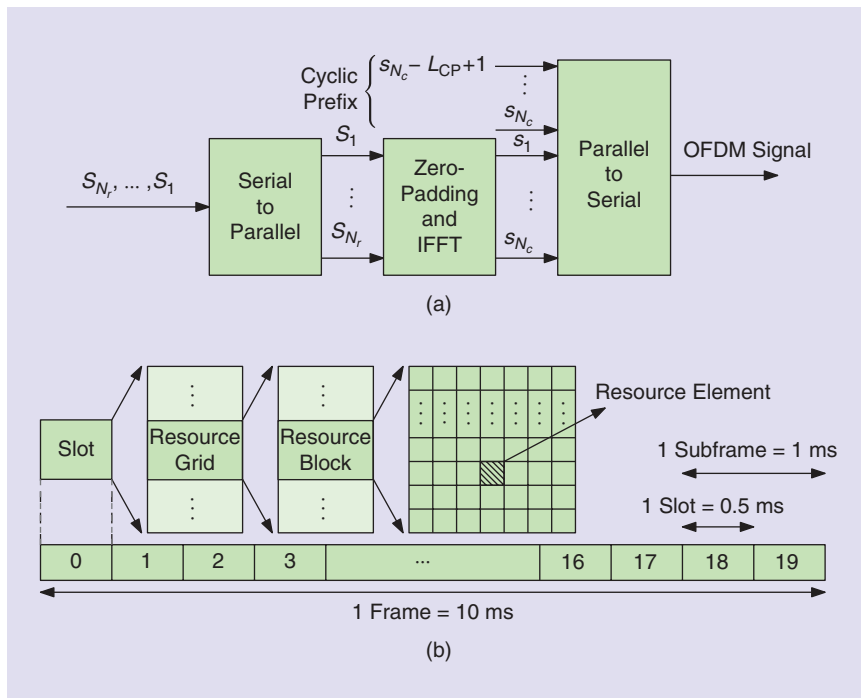 Cyclic
Prefix
s_{N_c} – L_{CP}+1
⋮
s_{N_c}
S_{N_r}, ... ,S_1
Serial
to
Parallel
S_1
⋮
S_{N_r}
Zero-
Padding
and
IFFT
s_1
⋮
s_{N_c}
Parallel
to
Serial
OFDM Signal
(a)
Slot
⋮
Resource
Grid
⋮
⋮
Resource
Block
⋮
⋮ ⋮ ⋮ ⋮ ⋮ ⋮ ⋮
Resource Element
1 Subframe = 1 ms
1 Slot = 0.5 ms
0 1 2 3 ... 16 17 18 19
1 Frame = 10 ms
(b)